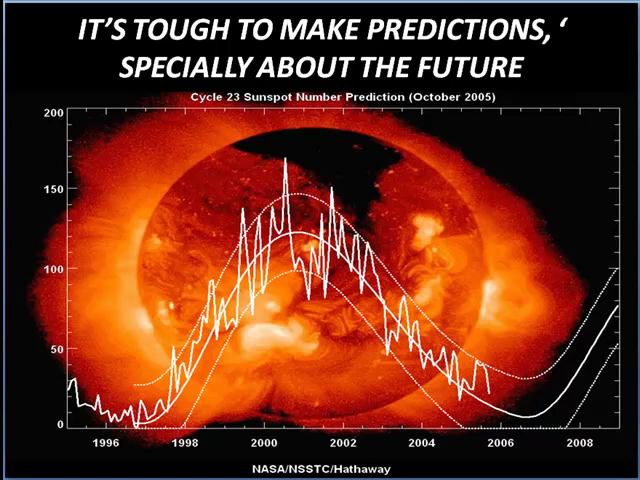 IT'S TOUGH TO MAKE PREDICTIONS, ‘
SPECIALLY ABOUT THE FUTURE
Cycle 23 Sunspot Number Prediction (October 2005)
200
150
100
50
0
1996 1998 2000 2002 2004 2006 2008
NASA/NSSTC/Hathaway